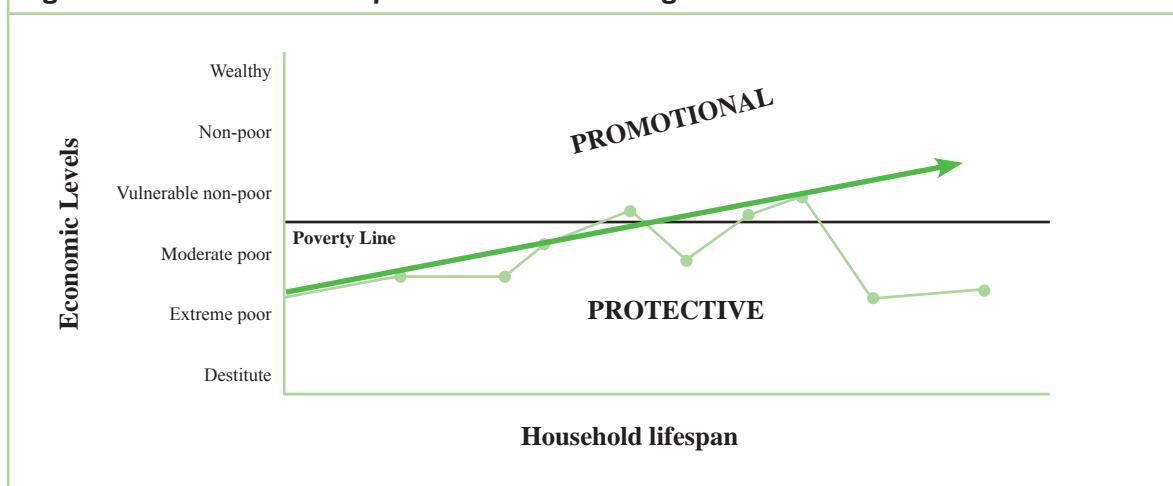 Wealthy
Non-poor
Vulnerable non-poor
Moderate poor
Extreme poor
Destitute
Economic Levels
PROMOTIONAL
Poverty Line
PROTECTIVE
Household lifespan